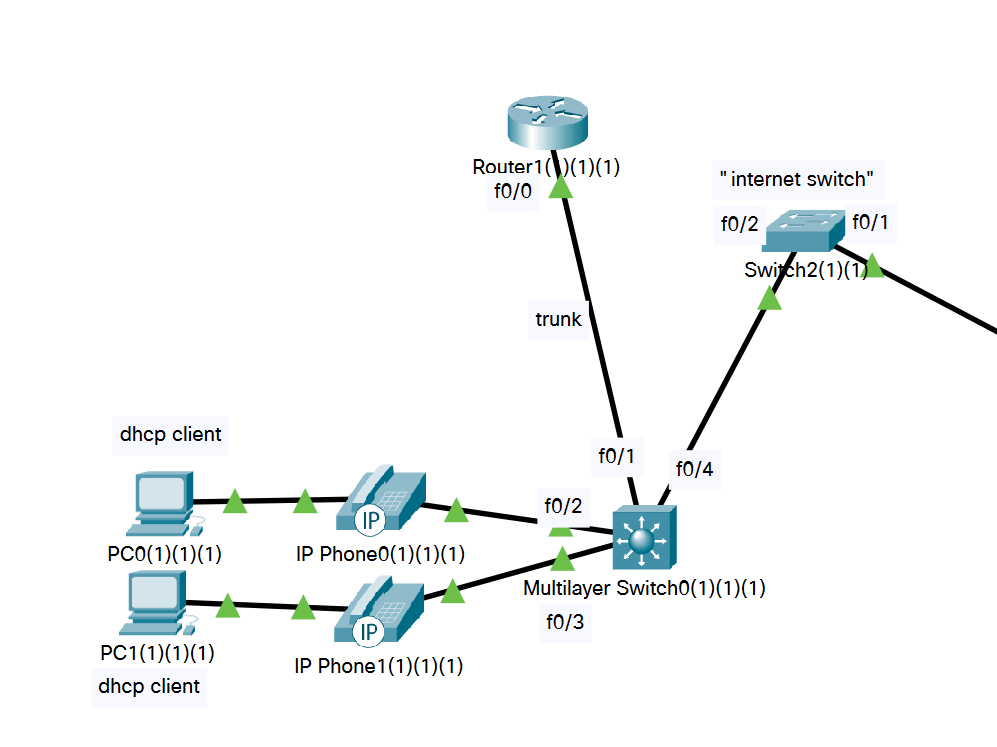 Router1(1)(1)(1)
f0/0
"internet switch"
f0/2
f0/1
Switch2(1)(1)
trunk
f0/1
f0/4
dhcp client
f0/2
PC0(1)(1)(1)
IP Phone0(1)(1)(1)
IP
Multilayer Switch0(1)(1)(1)
f0/3
PC1(1)(1)(1)
IP Phone1(1)(1)(1)
IP
dhcp client